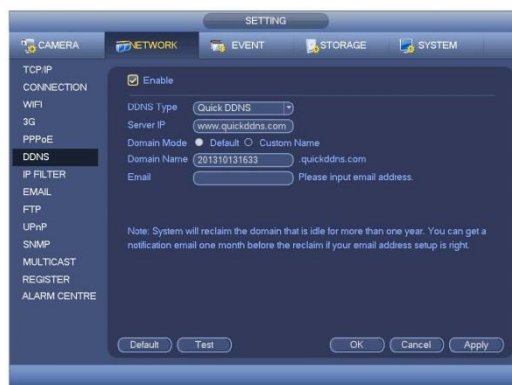 SETTING
CAMERA NETWORK EVENT STORAGE SYSTEM
TCP/IP
CONNECTION
WIFI
3G
PPPoE
DDNS
IP FILTER
EMAIL
FTP
UPnP
SNMP
MULTICAST
REGISTER
ALARM CENTRE
Enable
DDNS Type Quick DDNS
Server IP www.quickddns.com
Domain Mode Default Custom Name
Domain Name 201310131633 .quickddns.com
Email Please input email address.
Note: System will reclaim the domain that is idle for more than one year. You can get a
notification email one month before the reclaim if your email address setup is right.
Default Test OK Cancel Apply